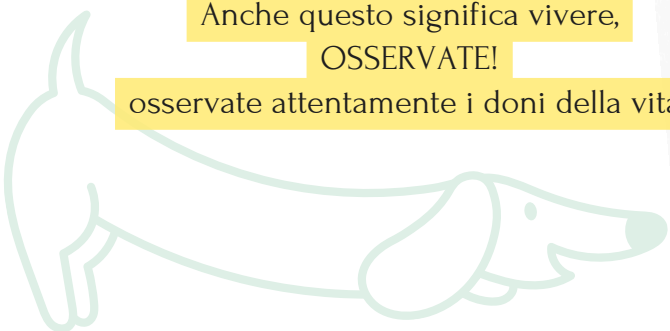 Anche questo significa vivere,
OSSERVATE!
osservate attentamente i doni della vita